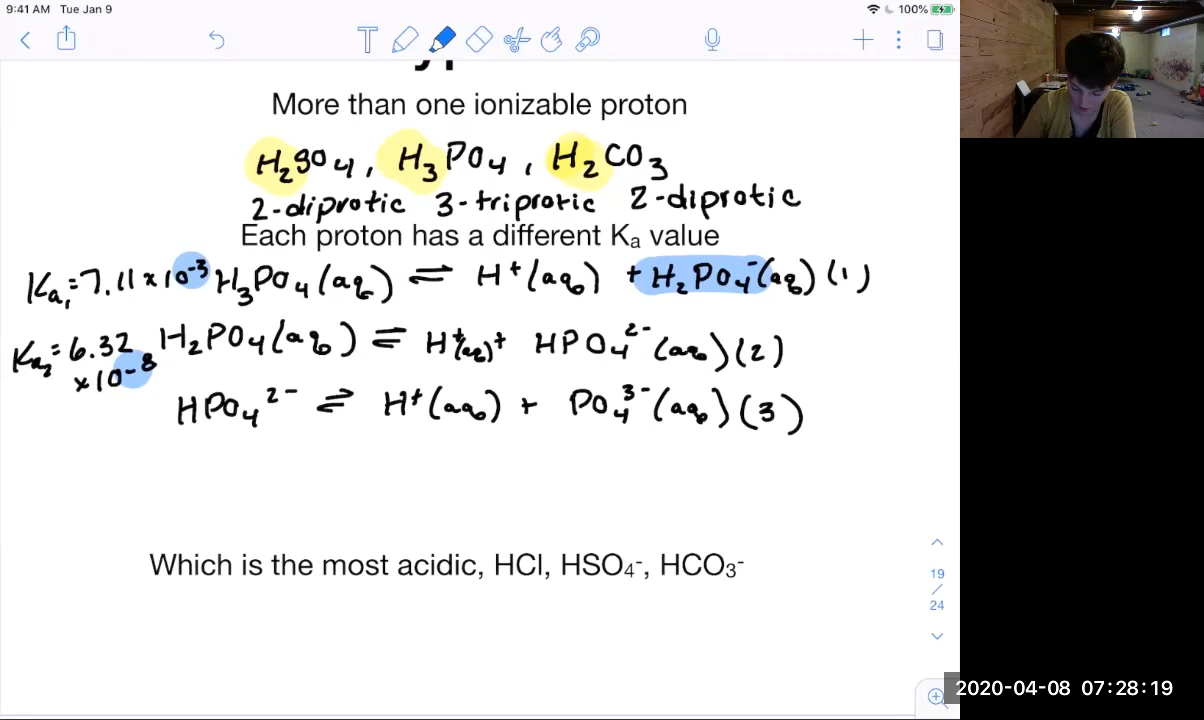 9:41 AM Tue Jan 9
100%
More than one ionizable proton
H₂SO₄, H₃PO₄, H₂CO₃
2-diprotic 3-triprotic 2-diprotic
Each proton has a different Kₐ value
Ka₁=7.11×10⁻³ H₃PO₄(aq) ⇌ H⁺(aq) + H₂PO₄⁻(aq) (1)
Ka₂=6.32 ×10⁻⁸ H₂PO₄(aq) ⇌ H⁺(aq)+ HPO₄²⁻(aq) (2)
HPO₄²⁻ ⇌ H⁺(aq) + PO₄³⁻(aq) (3)
Which is the most acidic, HCl, HSO₄⁻, HCO₃⁻
19
/
24
2020-04-08 07:28:19